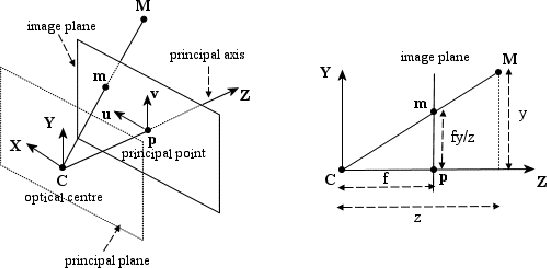 M
image plane
principal axis
m
Z
v
u
Y
p
X
principal point
C
optical centre
principal plane
image plane
Y
M
m
fy/z
y
C
f
p
Z
z